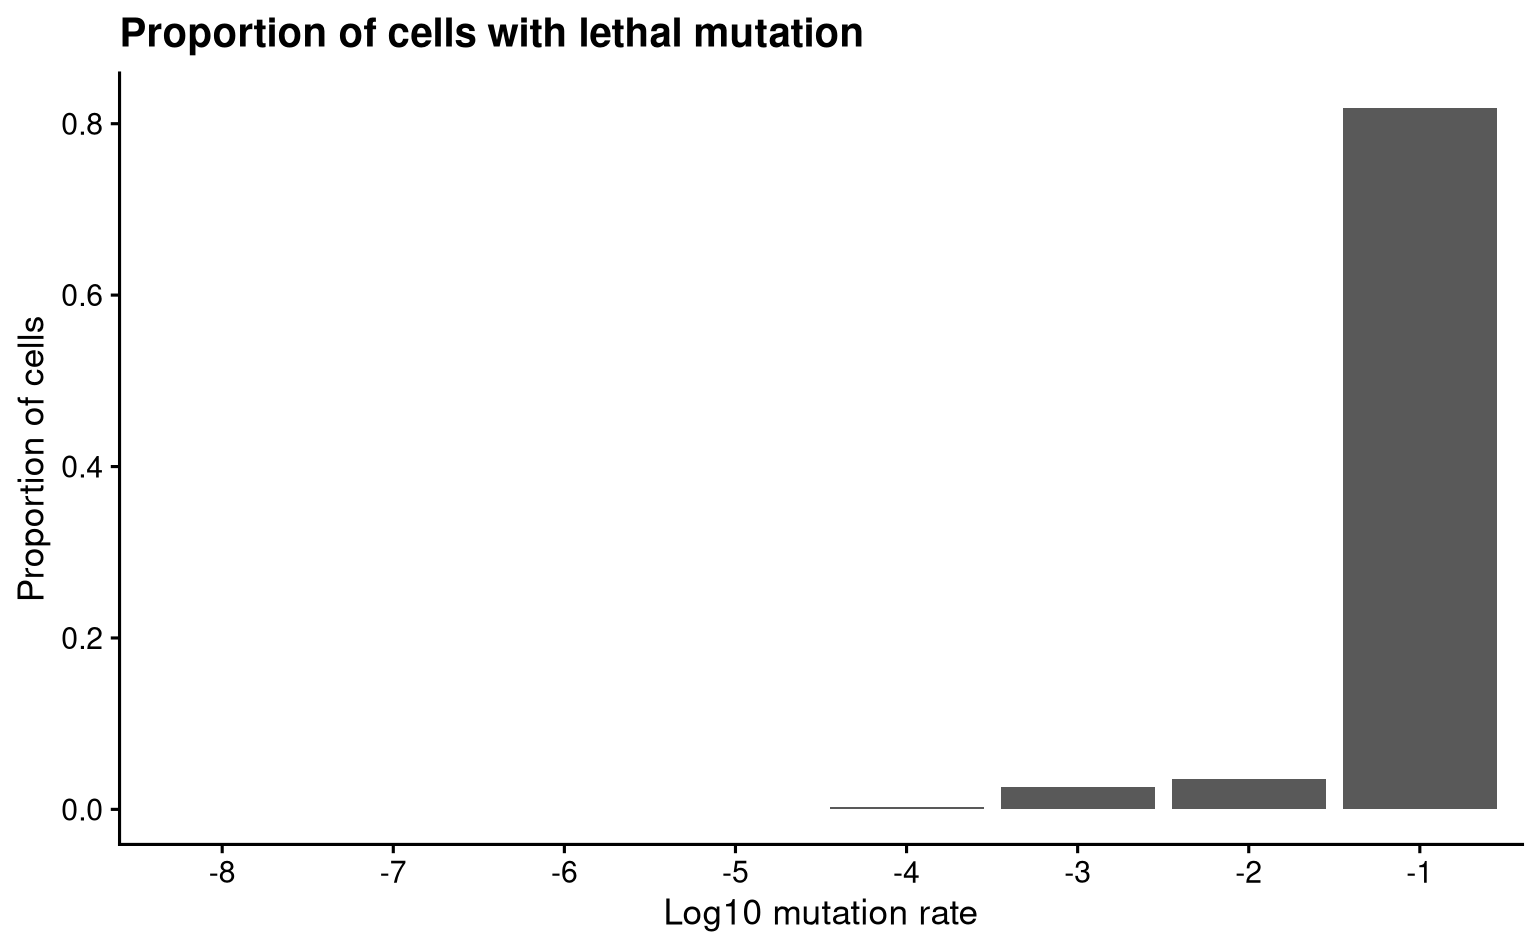 Proportion of cells with lethal mutation
Proportion of cells
0.8
0.6
0.4
0.2
0.0
-8 -7 -6 -5 -4 -3 -2 -1
Log10 mutation rate